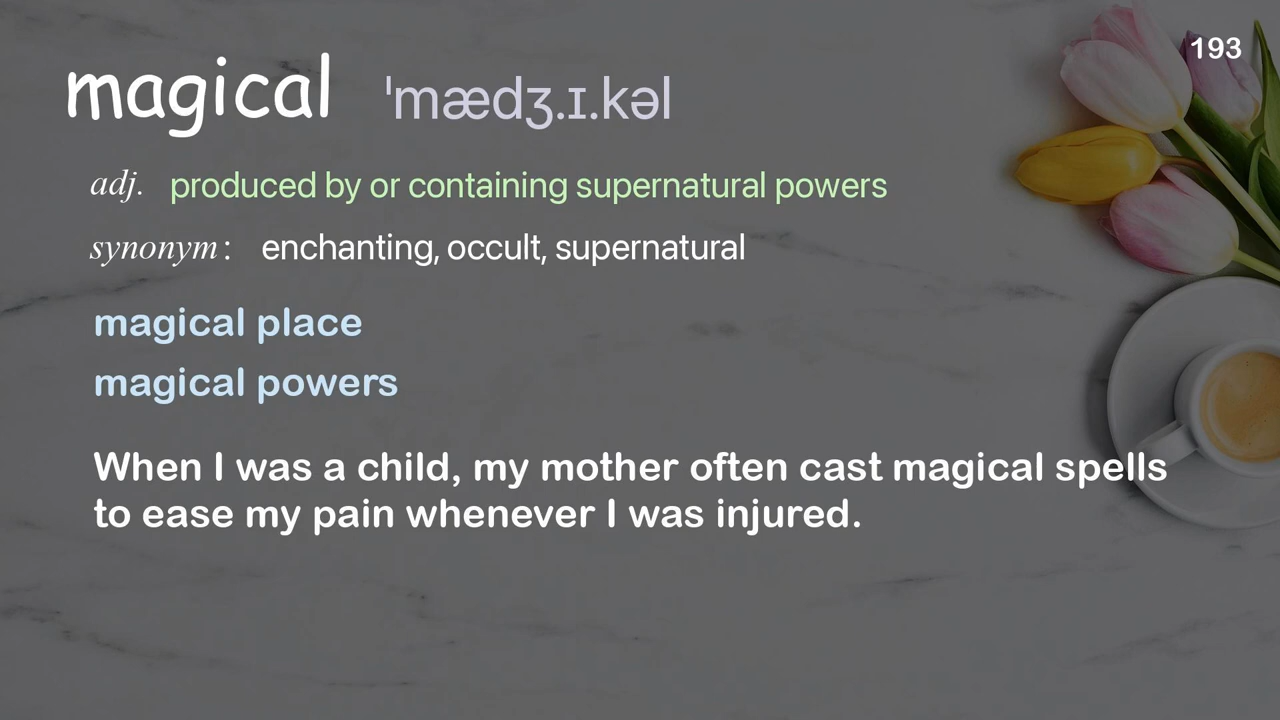 193
magical ˈmædʒ.ɪ.kəl
adj. produced by or containing supernatural powers
synonym: enchanting, occult, supernatural
magical place
magical powers
When I was a child, my mother often cast magical spells
to ease my pain whenever I was injured.